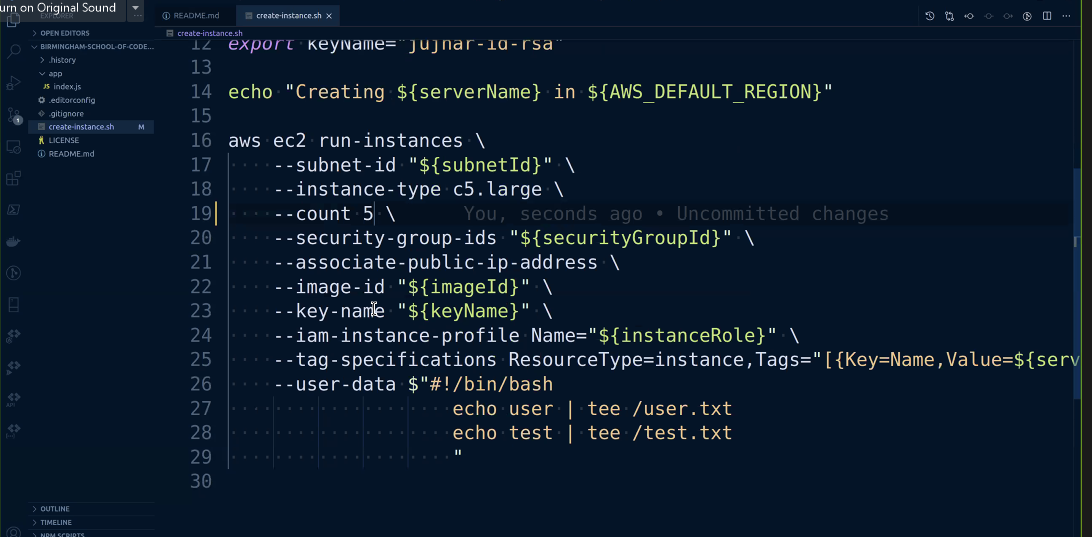 urn on Original Sound
EXPLORER
README.md
create-instance.sh
OPEN EDITORS
BIRMINGHAM-SCHOOL-OF-CODE...
.history
app
JS index.js
.editorconfig
.gitignore
create-instance.sh M
LICENSE
README.md
OUTLINE
TIMELINE
NPM SCRIPTS
1
API
create-instance.sh
12 export keyName="jujhar-id-rsa"
13
14 echo "Creating ${serverName} in ${AWS_DEFAULT_REGION}"
15
16 aws ec2 run-instances \
17 --subnet-id "${subnetId}" \
18 --instance-type c5.large \
19 --count 5 \ You, seconds ago • Uncommitted changes
20 --security-group-ids "${securityGroupId}" \
21 --associate-public-ip-address \
22 --image-id "${imageId}" \
23 --key-name "${keyName}" \
24 --iam-instance-profile Name="${instanceRole}" \
25 --tag-specifications ResourceType=instance,Tags="[{Key=Name,Value=${serv
26 --user-data $"#!/bin/bash
27 echo user | tee /user.txt
28 echo test | tee /test.txt
29 "
30